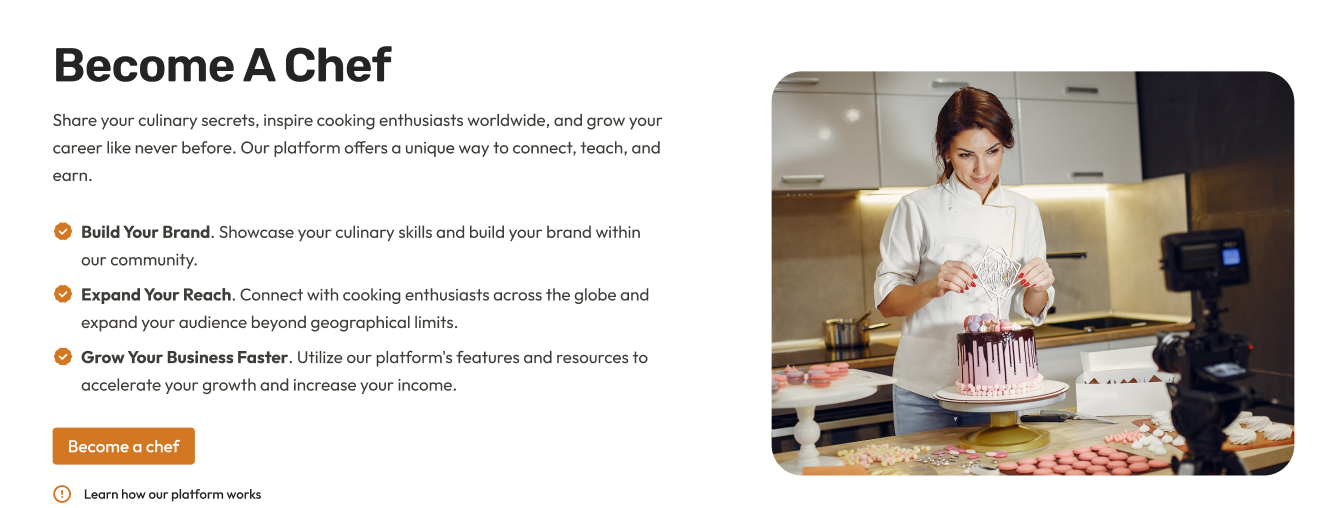 Become A Chef
Share your culinary secrets, inspire cooking enthusiasts worldwide, and grow your
career like never before. Our platform offers a unique way to connect, teach, and
earn.
Build Your Brand. Showcase your culinary skills and build your brand within
our community.
Expand Your Reach. Connect with cooking enthusiasts across the globe and
expand your audience beyond geographical limits.
Grow Your Business Faster. Utilize our platform's features and resources to
accelerate your growth and increase your income.
Become a chef
Learn how our platform works